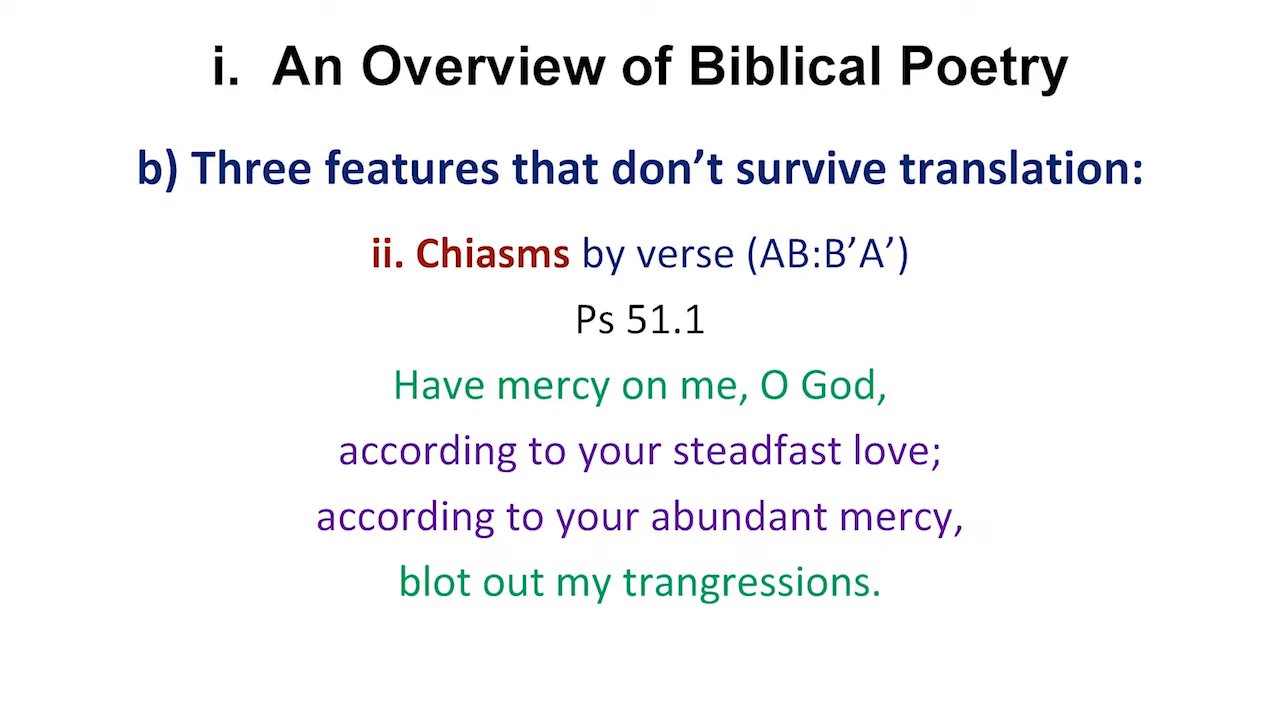 i. An Overview of Biblical Poetry
b) Three features that don’t survive translation:
ii. Chiasms by verse (AB:B’A’)
Ps 51.1
Have mercy on me, O God,
according to your steadfast love;
according to your abundant mercy,
blot out my trangressions.